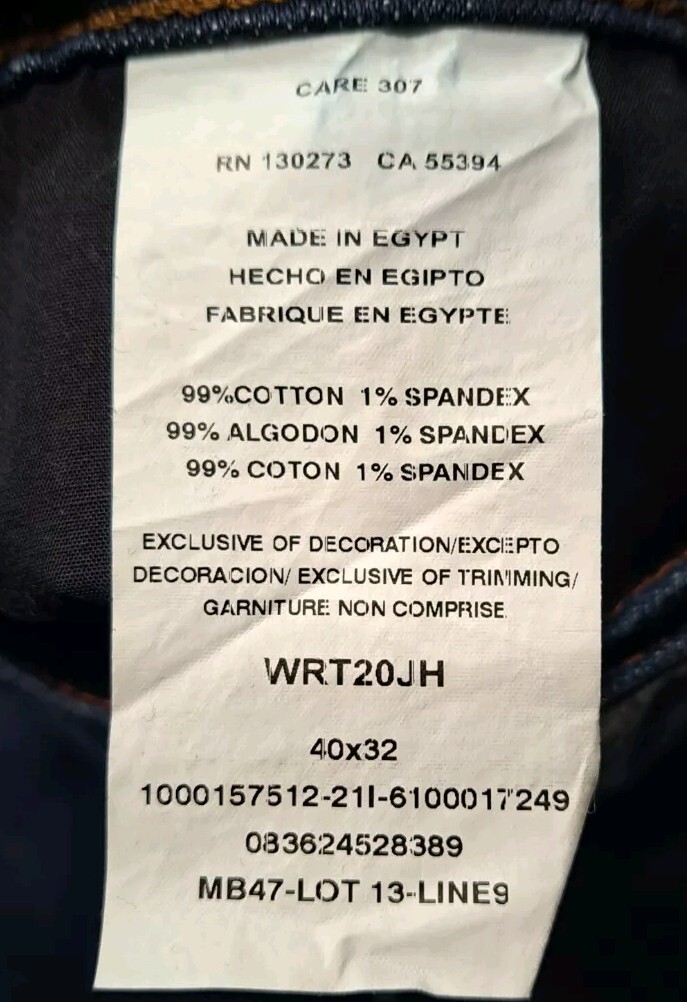 CARE 307
RN 130273 CA 55394
MADE IN EGYPT
HECHO EN EGIPTO
FABRIQUE EN EGYPTE
99%COTTON 1% SPANDEX
99% ALGODON 1% SPANDEX
99% COTON 1% SPANDEX
EXCLUSIVE OF DECORATION/EXCEPTO
DECORACION/ EXCLUSIVE OF TRIMMING/
GARNITURE NON COMPRISE
WRT20JH
40x32
1000157512-21I-6100017249
083624528389
MB47-LOT 13-LINE9